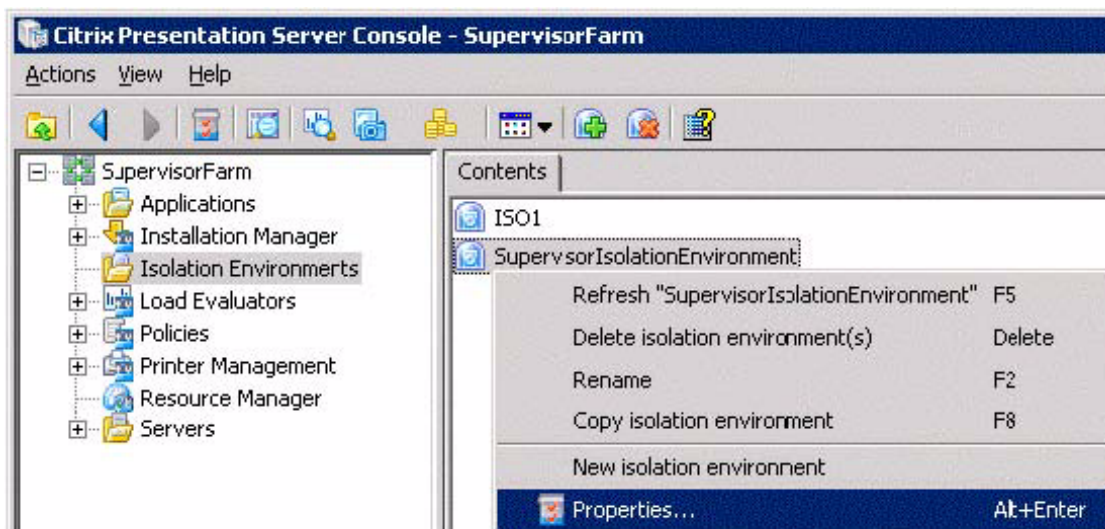 Citrix Presentation Server Console - SupervisorFarm
Actions View Help
SupervisorFarm
Applications
Installation Manager
Isolation Environments
Load Evaluators
Policies
Printer Management
Resource Manager
Servers
Contents
ISO1
SupervisorIsolationEnvironment
Refresh "SupervisorIsolationEnvironment" F5
Delete isolation environment(s) Delete
Rename F2
Copy isolation environment F8
New isolation environment
Properties... Alt+Enter